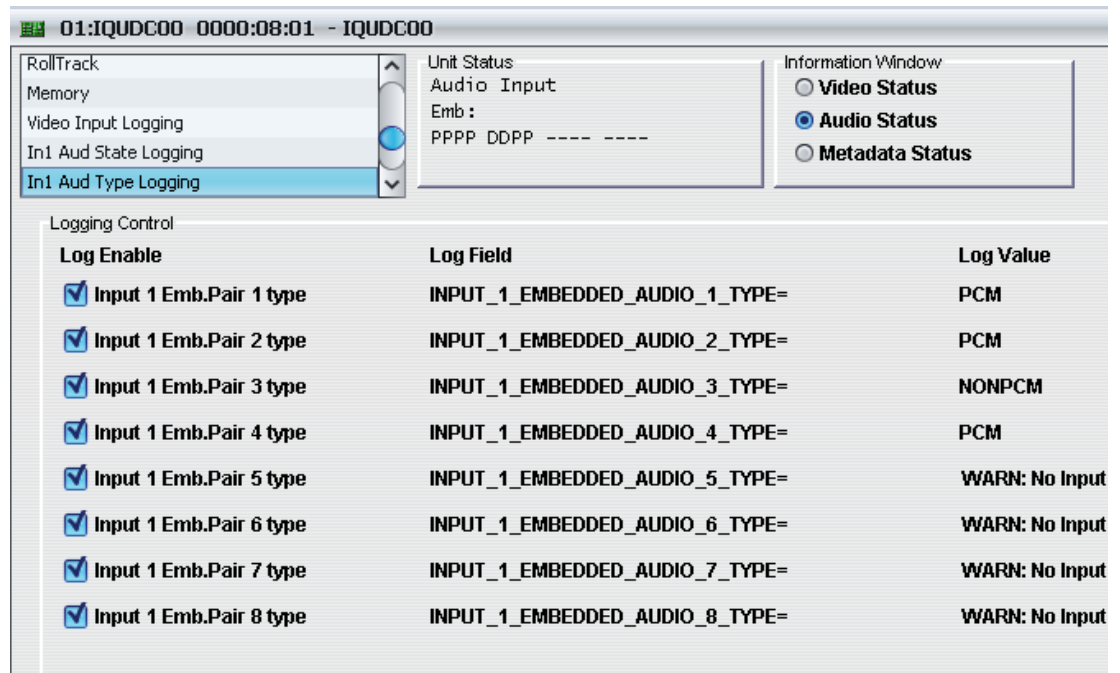 01:IQUDC00 0000:08:01 - IQUDC00
RollTrack
Memory
Video Input Logging
In1 Aud State Logging
In1 Aud Type Logging
Unit Status
Audio Input
Emb:
PPPP DDPP ---- ----
Information Window
Video Status
Audio Status
Metadata Status
Logging Control
Log Enable Log Field Log Value
Input 1 Emb.Pair 1 type INPUT_1_EMBEDDED_AUDIO_1_TYPE= PCM
Input 1 Emb.Pair 2 type INPUT_1_EMBEDDED_AUDIO_2_TYPE= PCM
Input 1 Emb.Pair 3 type INPUT_1_EMBEDDED_AUDIO_3_TYPE= NONPCM
Input 1 Emb.Pair 4 type INPUT_1_EMBEDDED_AUDIO_4_TYPE= PCM
Input 1 Emb.Pair 5 type INPUT_1_EMBEDDED_AUDIO_5_TYPE= WARN: No Input
Input 1 Emb.Pair 6 type INPUT_1_EMBEDDED_AUDIO_6_TYPE= WARN: No Input
Input 1 Emb.Pair 7 type INPUT_1_EMBEDDED_AUDIO_7_TYPE= WARN: No Input
Input 1 Emb.Pair 8 type INPUT_1_EMBEDDED_AUDIO_8_TYPE= WARN: No Input